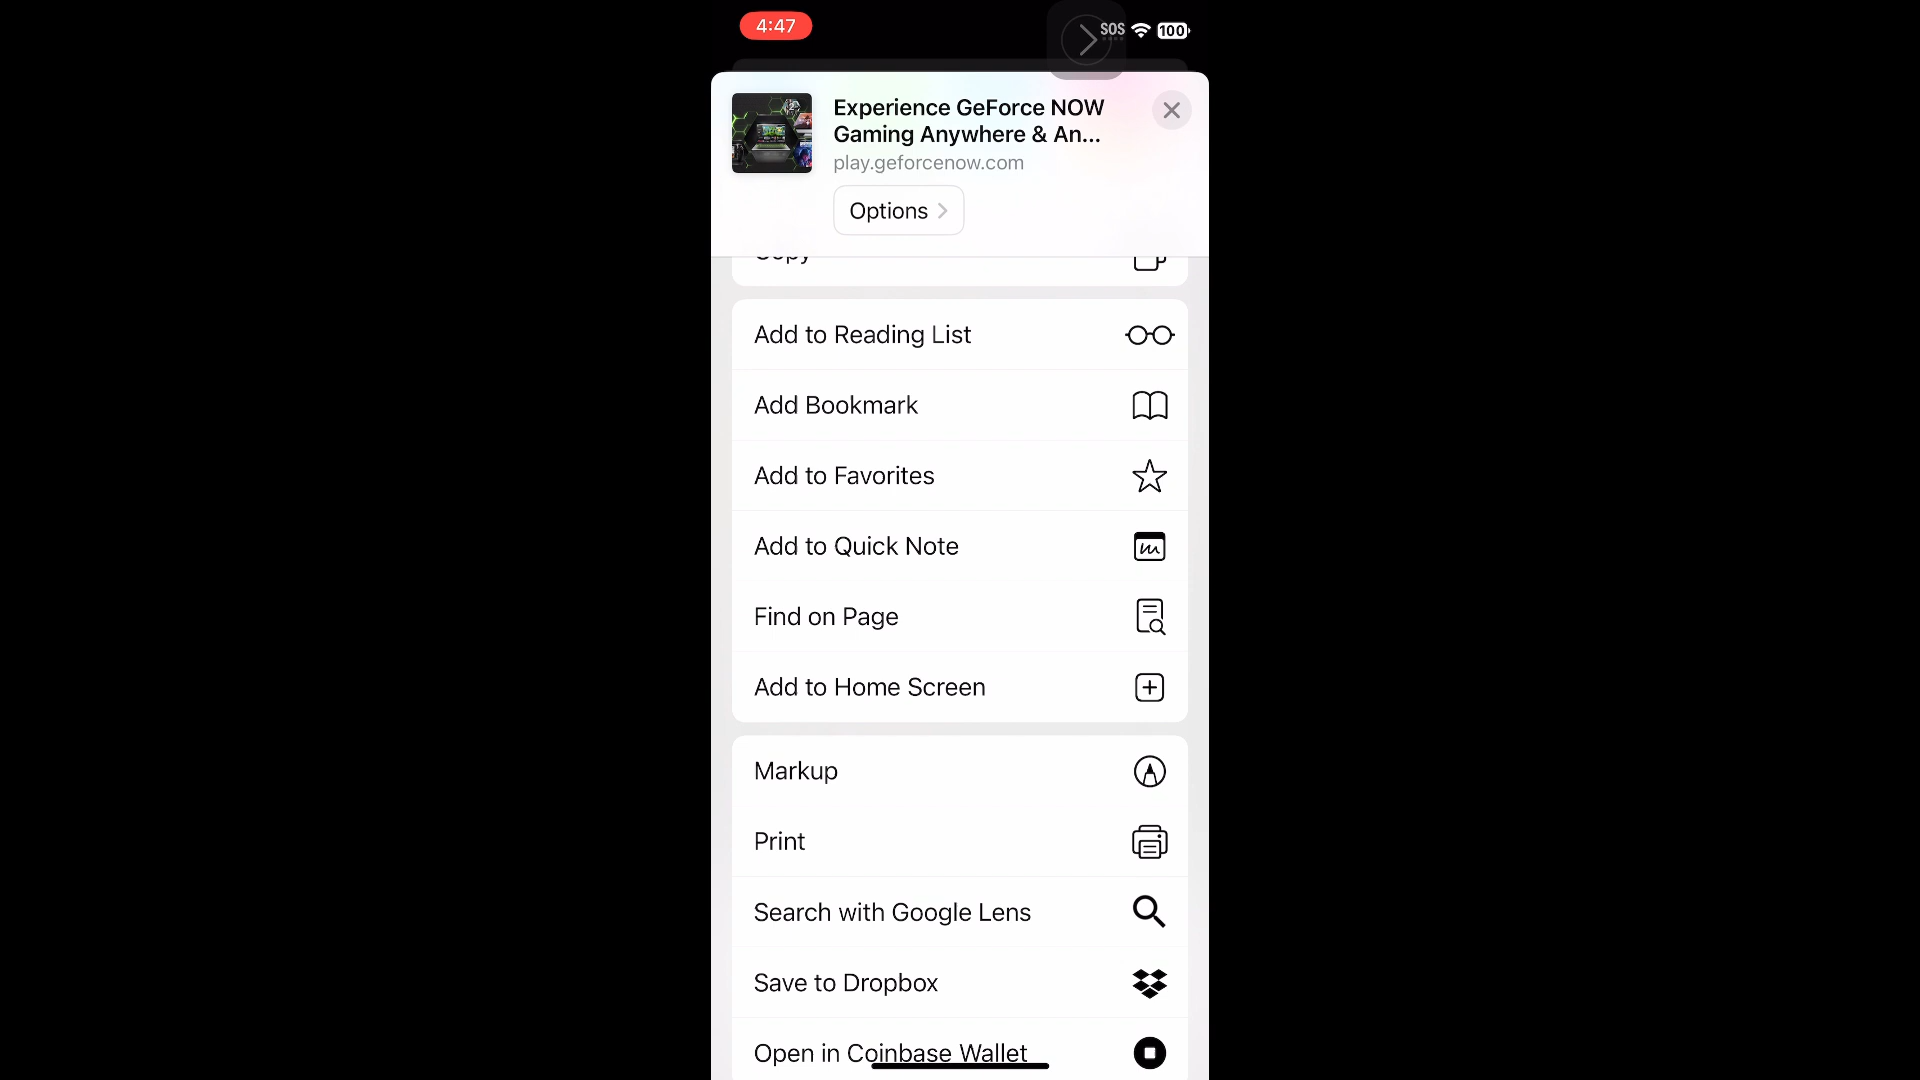 4:47
SOS
100
Experience GeForce NOW
Gaming Anywhere & An...
play.geforcenow.com
Options
Copy
Add to Reading List
Add Bookmark
Add to Favorites
Add to Quick Note
Find on Page
Add to Home Screen
Markup
Print
Search with Google Lens
Save to Dropbox
Open in Coinbase Wallet